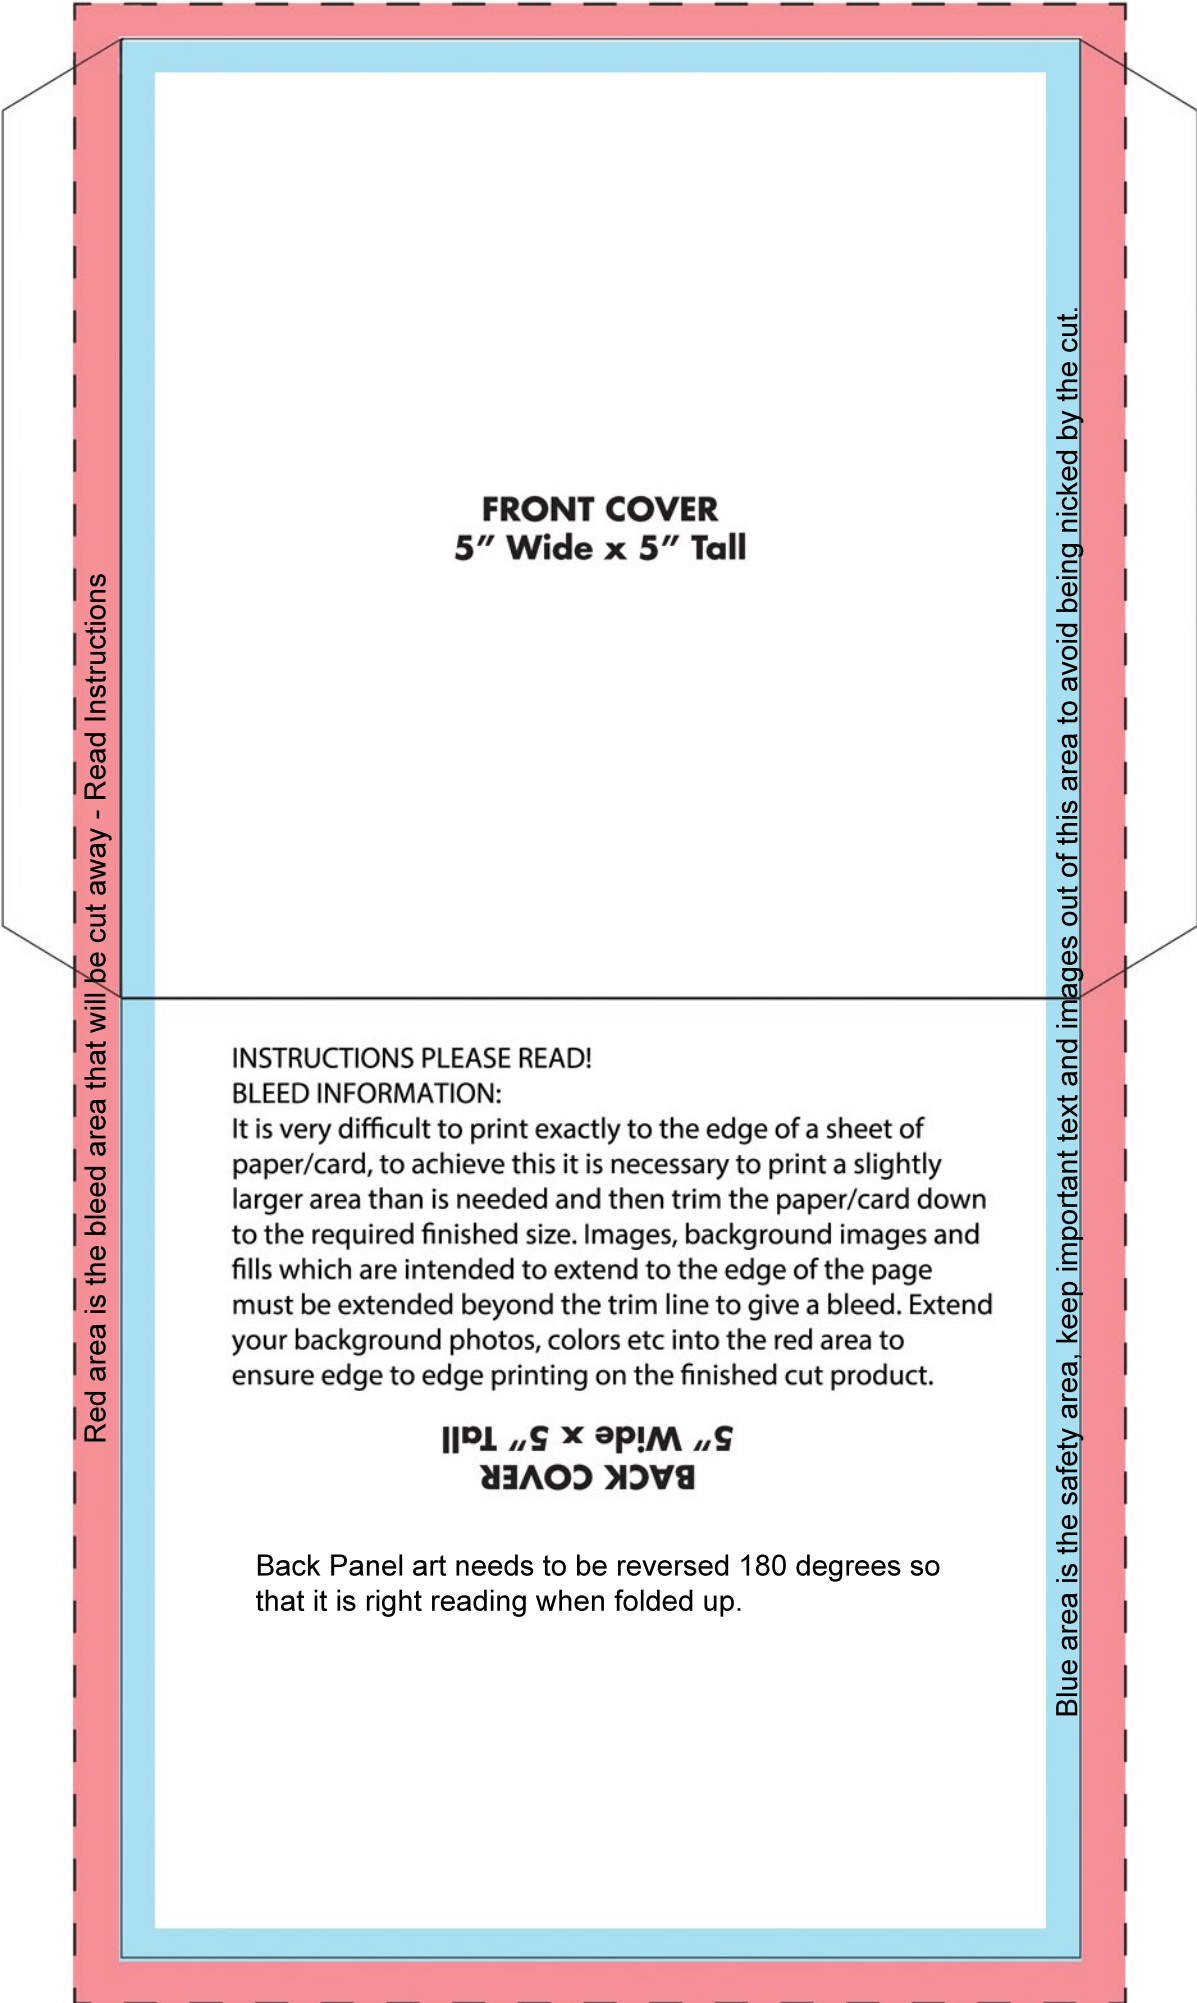 FRONT COVER
5” Wide x 5” Tall
Red area is the bleed area that will be cut away - Read Instructions
Blue area is the safety area, keep important text and images out of this area to avoid being nicked by the cut.
INSTRUCTIONS PLEASE READ!
BLEED INFORMATION:
It is very difficult to print exactly to the edge of a sheet of
paper/card, to achieve this it is necessary to print a slightly
larger area than is needed and then trim the paper/card down
to the required finished size. Images, background images and
fills which are intended to extend to the edge of the page
must be extended beyond the trim line to give a bleed. Extend
your background photos, colors etc into the red area to
ensure edge to edge printing on the finished cut product.
BACK COVER
5” Wide x 5” Tall
Back Panel art needs to be reversed 180 degrees so
that it is right reading when folded up.